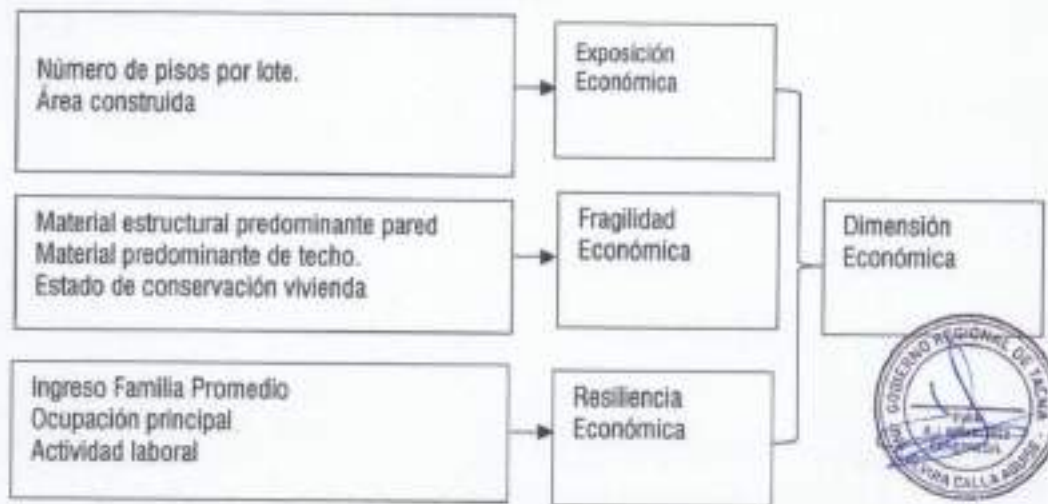 Número de pisos por lote.
Área construida
Exposición
Económica
Material estructural predominante pared
Material predominante de techo.
Estado de conservación vivienda
Fragilidad
Económica
Dimensión
Económica
Ingreso Familia Promedio
Ocupación principal
Actividad laboral
Resiliencia
Económica
GOBIERNO REGIONAL DE TACNA
CALLA